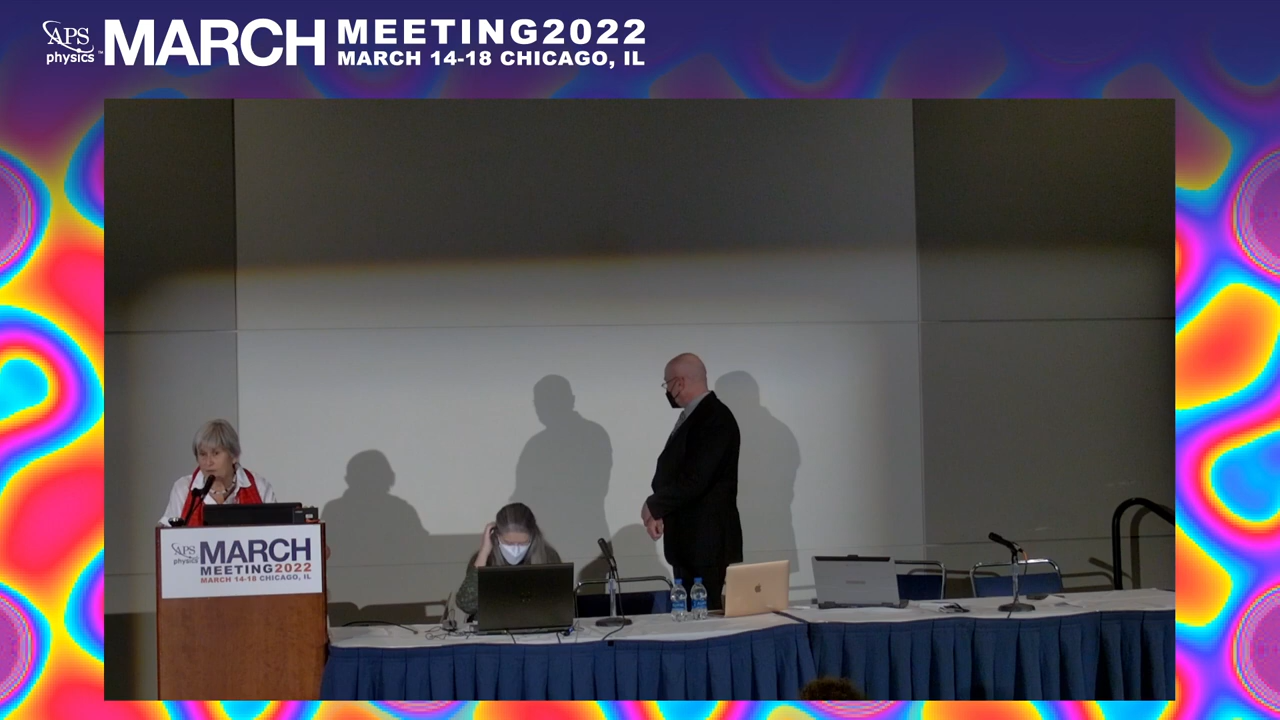 APS physics MARCH MEETING2022
MARCH 14-18 CHICAGO, IL
APS physics MARCH
MEETING2022
MARCH 14-18 CHICAGO, IL